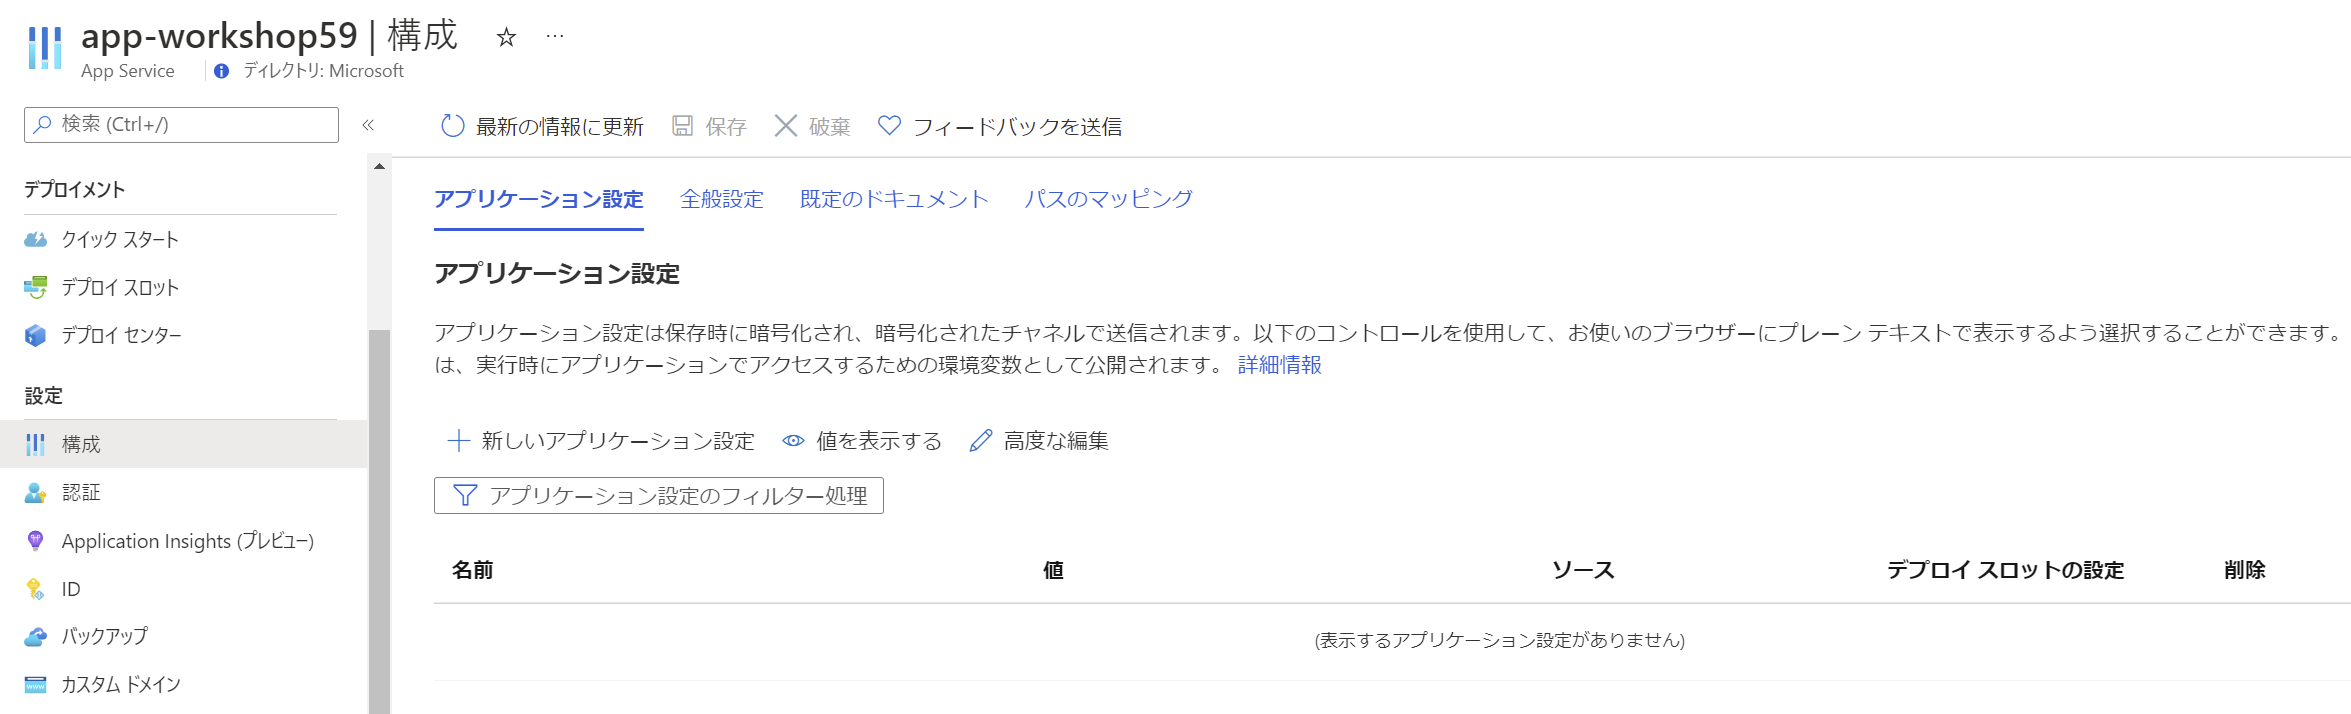 app-workshop59 | 構成
App Service
ディレクトリ: Microsoft
検索 (Ctrl+/)
デプロイメント
クイック スタート
デプロイ スロット
デプロイ センター
設定
構成
認証
Application Insights (プレビュー)
ID
バックアップ
カスタム ドメイン
最新の情報に更新 保存 破棄 フィードバックを送信
アプリケーション設定 全般設定 既定のドキュメント パスのマッピング
アプリケーション設定
アプリケーション設定は保存時に暗号化され、暗号化されたチャネルで送信されます。以下のコントロールを使用して、お使いのブラウザーにプレーン テキストで表示するよう選択することができます。
は、実行時にアプリケーションでアクセスするための環境変数として公開されます。 詳細情報
新しいアプリケーション設定 値を表示する 高度な編集
アプリケーション設定のフィルター処理
名前 値 ソース デプロイ スロットの設定 削除
(表示するアプリケーション設定がありません)